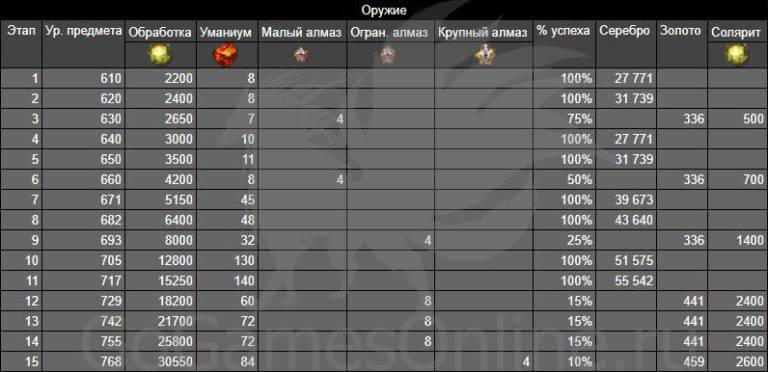 Оружие
Этап Ур. предмета Обработка Уманиум Малый алмаз Огран. алмаз Крупный алмаз % успеха Серебро Золото Солярит
1 610 2200 8 100% 27 771
2 620 2400 8 100% 31 739
3 630 2650 7 4 75% 336 500
4 640 3000 10 100% 27 771
5 650 3500 11 100% 31 739
6 660 4200 8 4 50% 336 700
7 671 5150 45 100% 39 673
8 682 6400 48 100% 43 640
9 693 8000 32 4 25% 336 1400
10 705 12800 130 100% 51 575
11 717 15250 140 100% 55 542
12 729 18200 60 8 15% 441 2400
13 742 21700 72 8 15% 441 2400
14 755 25800 72 8 15% 441 2400
15 768 30550 84 4 10% 459 2600
GoGamesOnline.ru